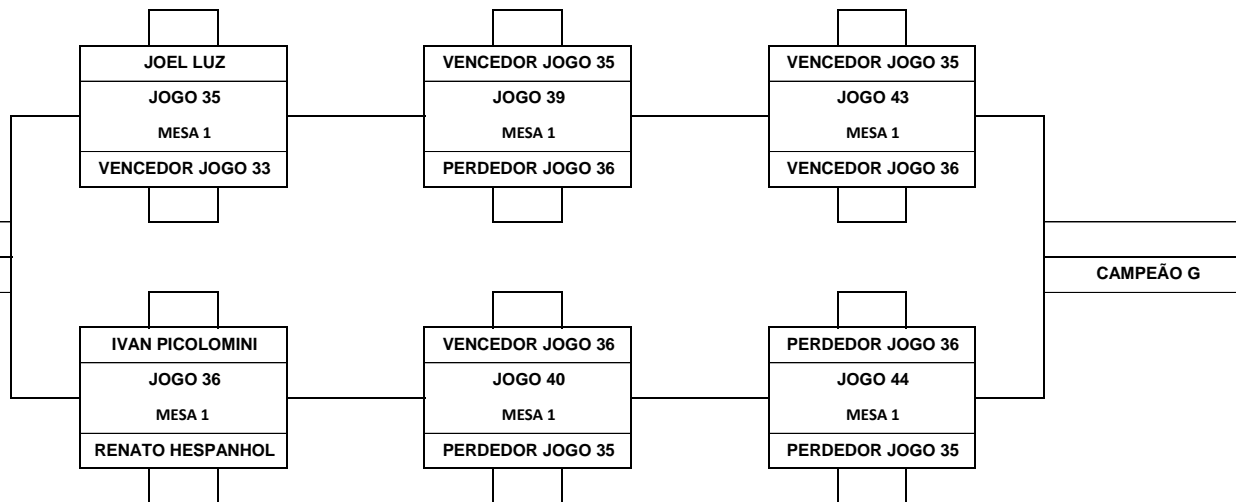 JOEL LUZ
JOGO 35
MESA 1
VENCEDOR JOGO 33
VENCEDOR JOGO 35
JOGO 39
MESA 1
PERDEDOR JOGO 36
VENCEDOR JOGO 35
JOGO 43
MESA 1
VENCEDOR JOGO 36
CAMPEÃO G
IVAN PICOLOMINI
JOGO 36
MESA 1
RENATO HESPANHOL
VENCEDOR JOGO 36
JOGO 40
MESA 1
PERDEDOR JOGO 35
PERDEDOR JOGO 36
JOGO 44
MESA 1
PERDEDOR JOGO 35